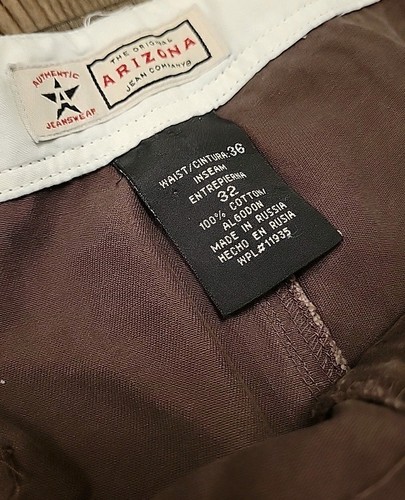 AUTHENTIC
A
JEANSWEAR
THE ORIGINAL
ARIZONA
JEAN COMPANY®
WAIST/CINTURA: 36
INSEAM
ENTREPIERNA
32
100% COTTON/
ALGODON
MADE IN RUSSIA
HECHO EN RUSIA
WPL#11935